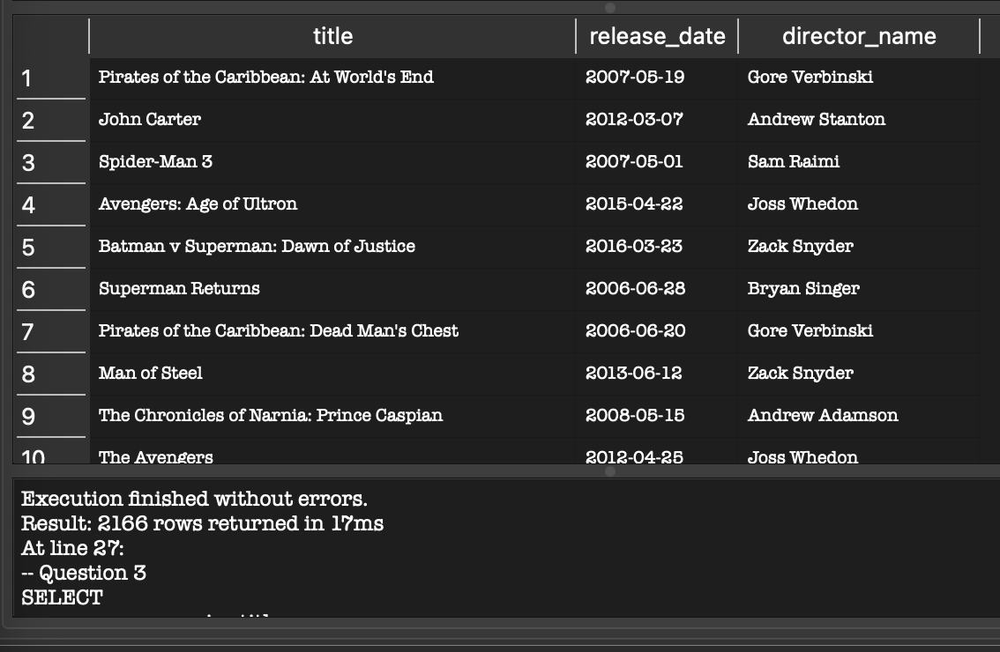 title release_date director_name
1 Pirates of the Caribbean: At World's End 2007-05-19 Gore Verbinski
2 John Carter 2012-03-07 Andrew Stanton
3 Spider-Man 3 2007-05-01 Sam Raimi
4 Avengers: Age of Ultron 2015-04-22 Joss Whedon
5 Batman v Superman: Dawn of Justice 2016-03-23 Zack Snyder
6 Superman Returns 2006-06-28 Bryan Singer
7 Pirates of the Caribbean: Dead Man's Chest 2006-06-20 Gore Verbinski
8 Man of Steel 2013-06-12 Zack Snyder
9 The Chronicles of Narnia: Prince Caspian 2008-05-15 Andrew Adamson
10 The Avengers 2012-04-25 Joss Whedon
Execution finished without errors.
Result: 2166 rows returned in 17ms
At line 27:
-- Question 3
SELECT